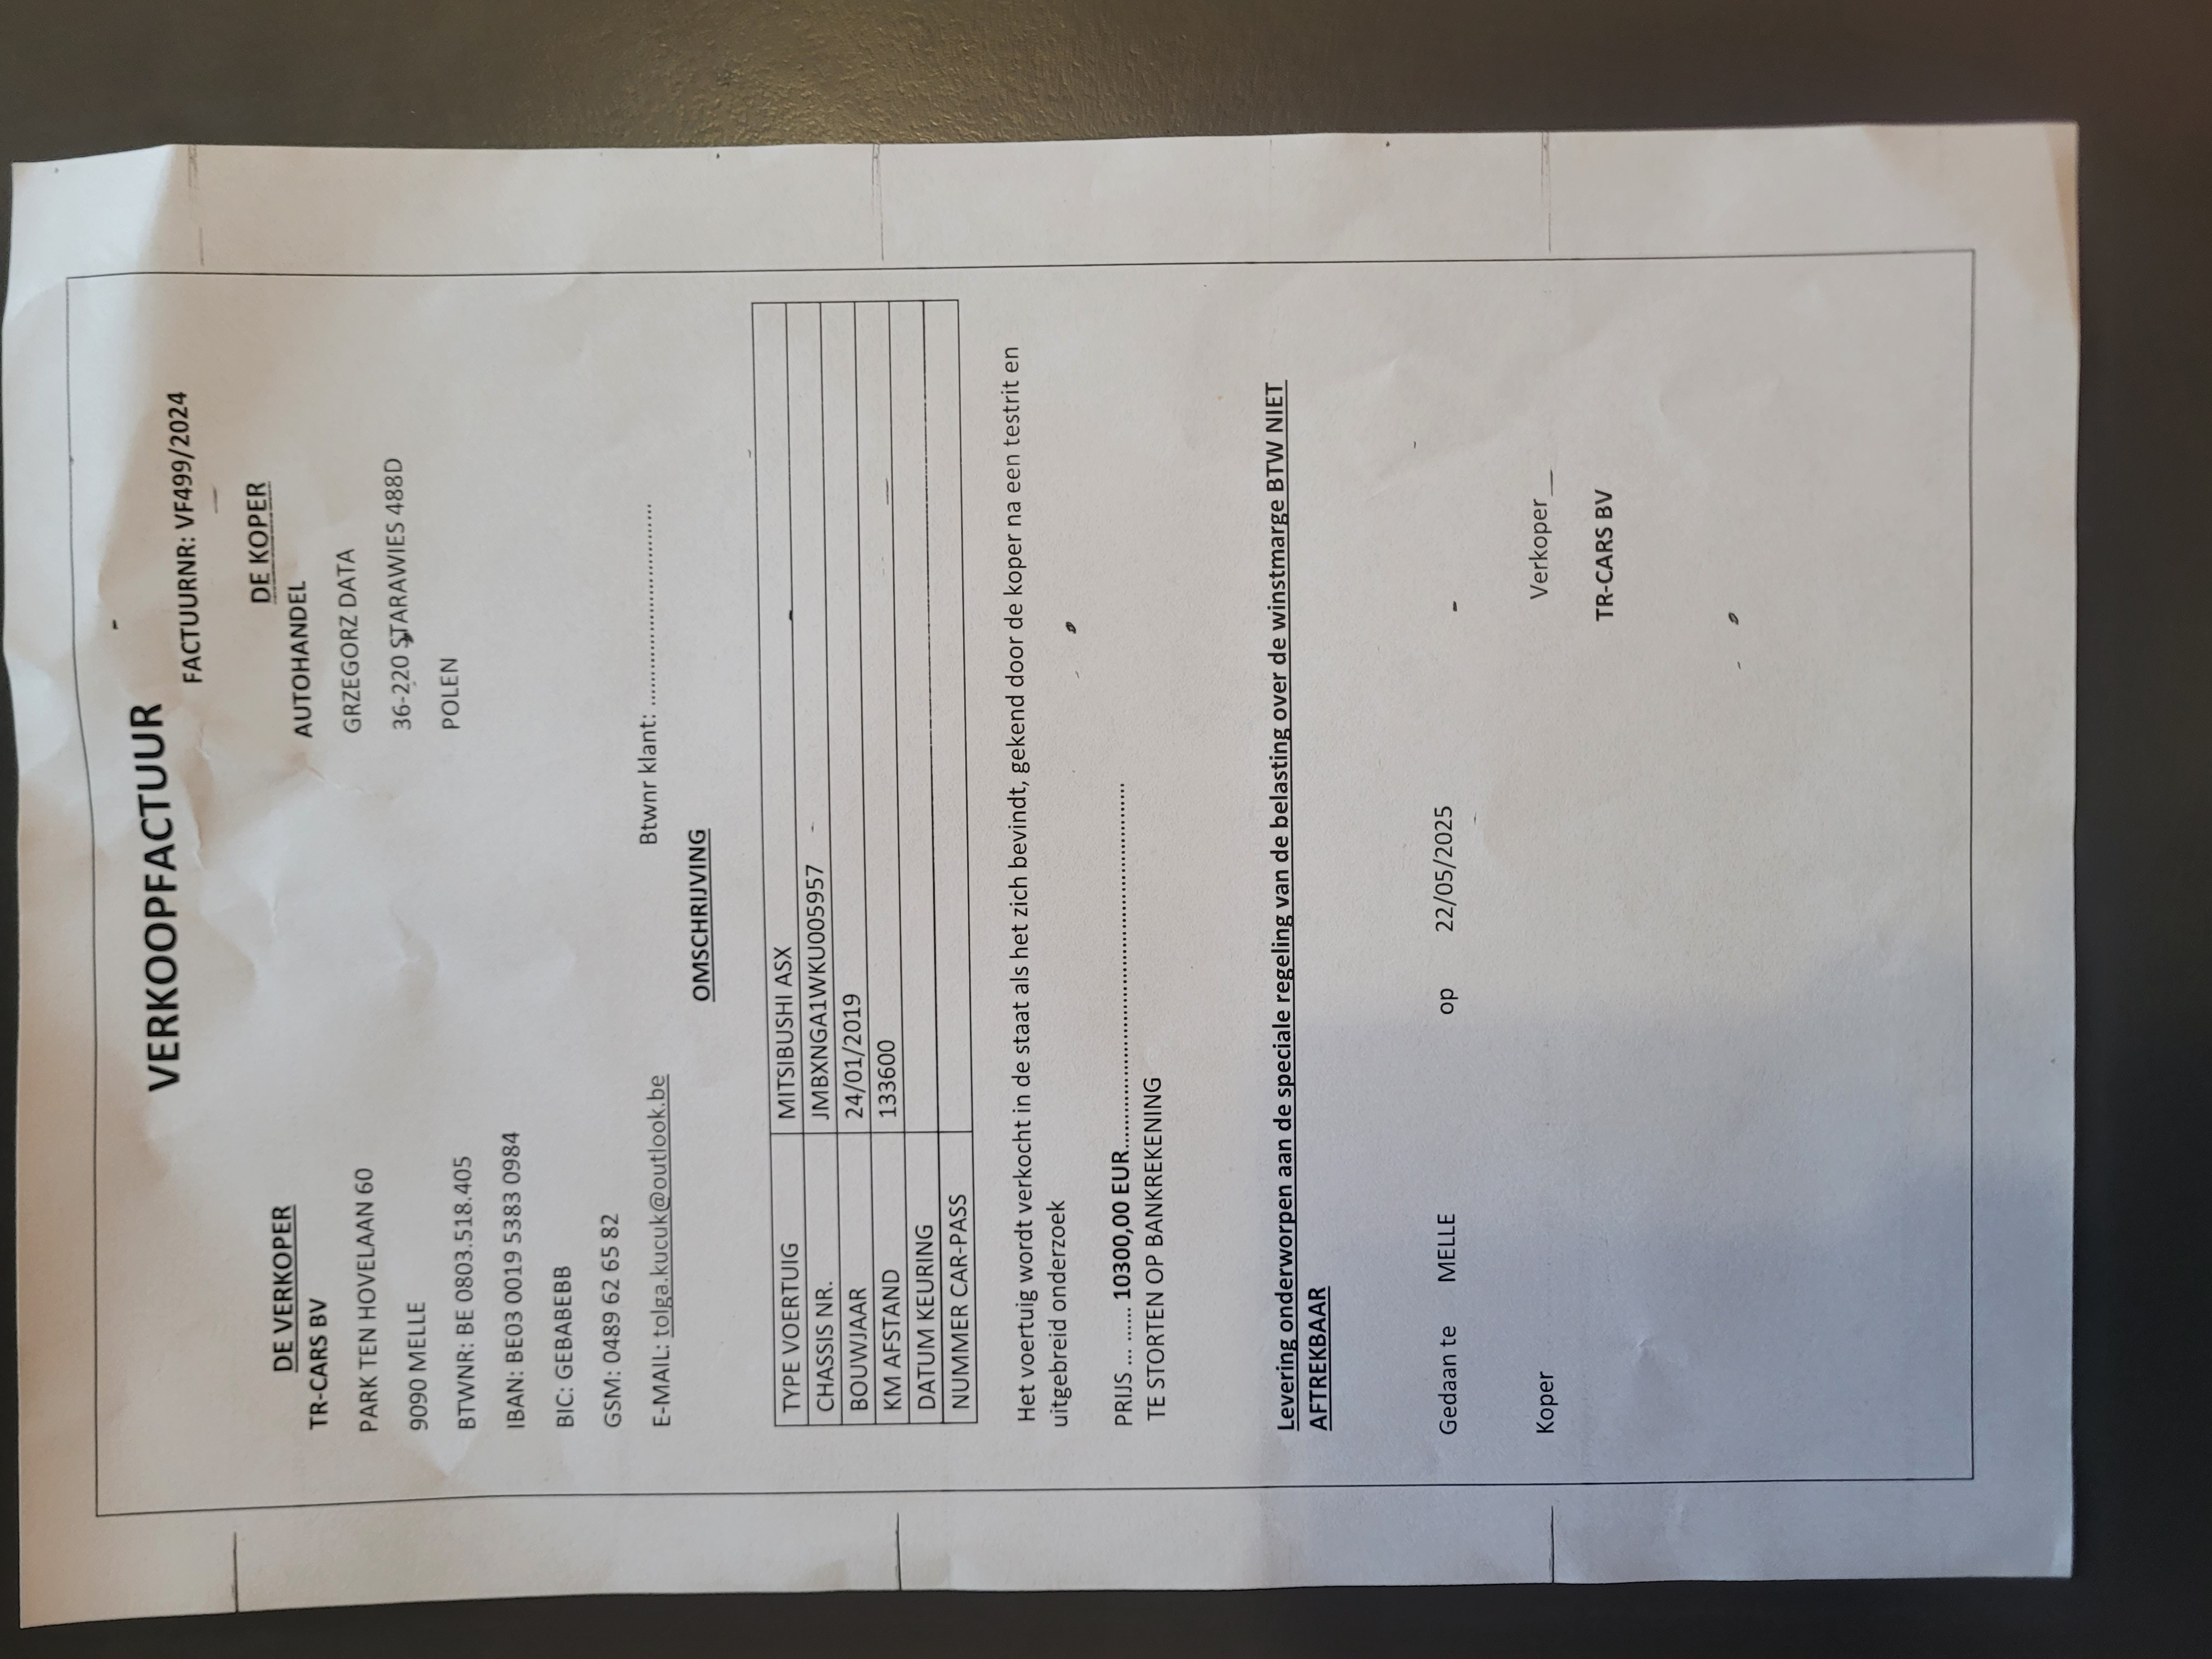 VERKOOPFACTUUR
FACTUURNR: VF499/2024
DE VERKOPER
TR-CARS BV
PARK TEN HOVELAAN 60
9090 MELLE
BTWNR: BE 0803.518.405
IBAN: BE03 0019 5383 0984
BIC: GEBABEBB
GSM: 0489 62 65 82
E-MAIL: tolga.kucuk@outlook.be
DE KOPER
AUTOHANDEL
GRZEGORZ DATA
36-220 STARAWIES 488D
POLEN
Btwnr klant: ..................................
OMSCHRIJVING
TYPE VOERTUIG MITSIBUSHI ASX
CHASSIS NR. JMBXNGA1WKU005957
BOUWJAAR 24/01/2019
KM AFSTAND 133600
DATUM KEURING
NUMMER CAR-PASS
Het voertuig wordt verkocht in de staat als het zich bevindt, gekend door de koper na een testrit en
uitgebreid onderzoek
PRIJS ... ...... 10300,00 EUR.............................................................
TE STORTEN OP BANKREKENING
Levering onderworpen aan de speciale regeling van de belasting over de winstmarge BTW NIET
AFTREKBAAR
Gedaan te MELLE op 22/05/2025
Koper Verkoper__
TR-CARS BV